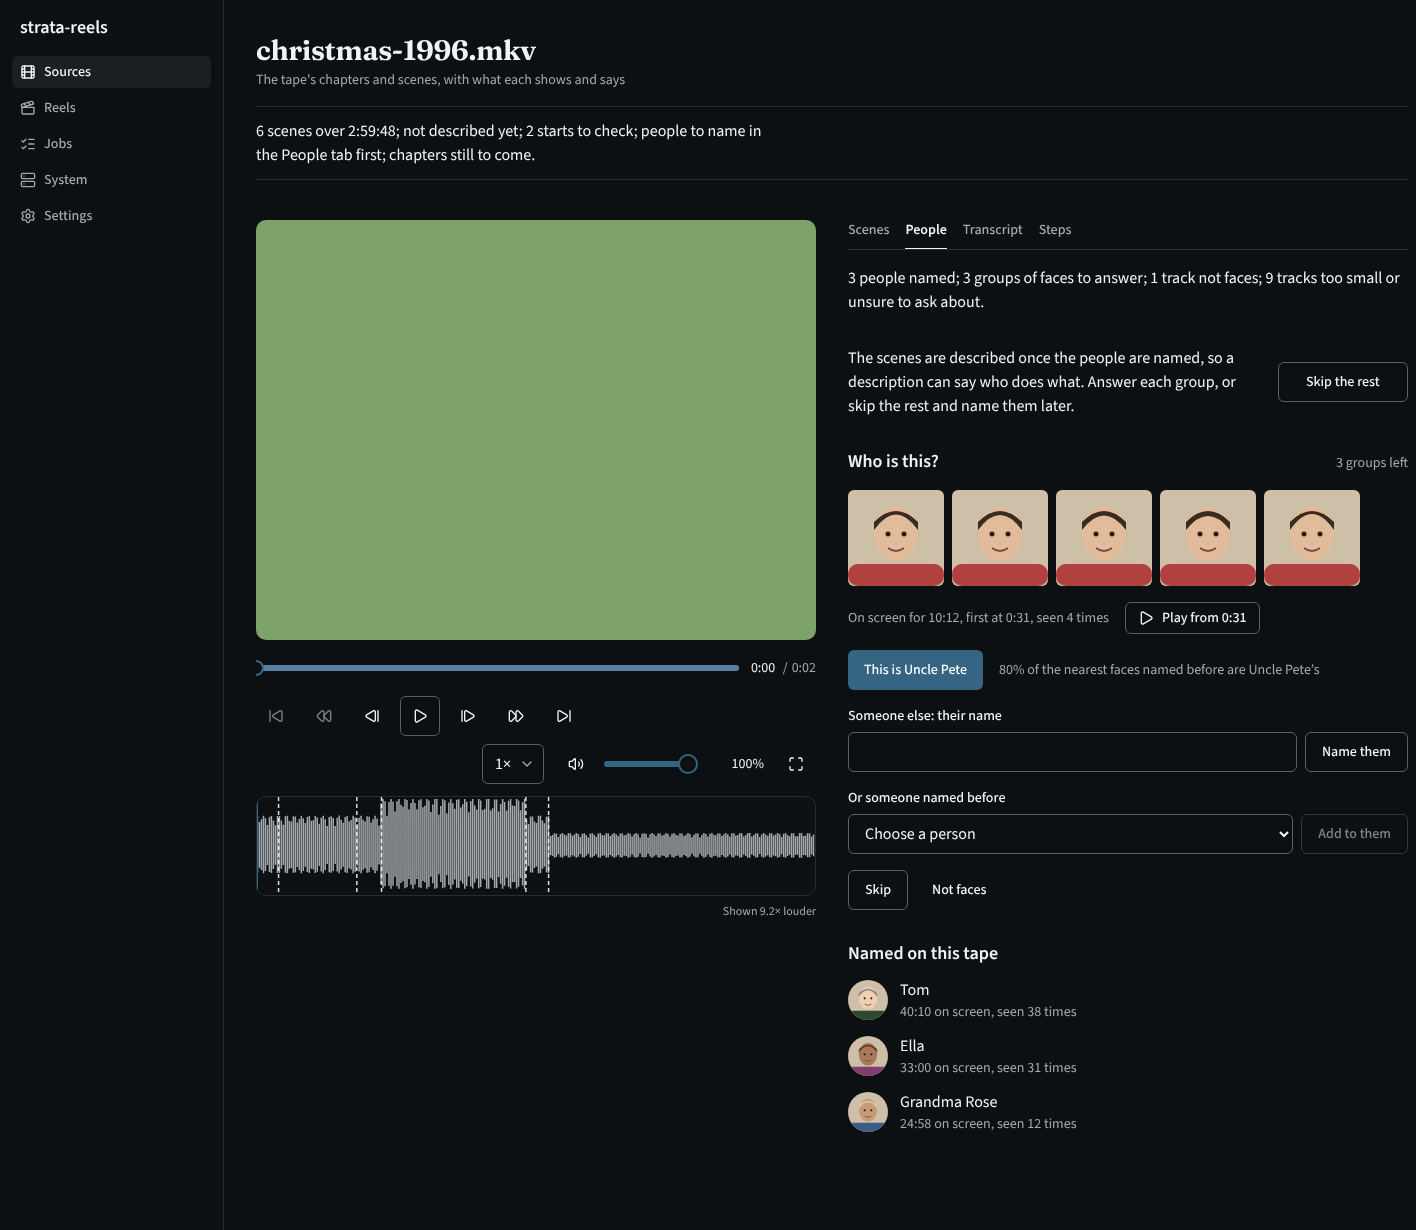 strata-reels
Sources
Reels
Jobs
System
Settings
christmas-1996.mkv
The tape's chapters and scenes, with what each shows and says
6 scenes over 2:59:48; not described yet; 2 starts to check; people to name in
the People tab first; chapters still to come.
0:00 / 0:02
1×
100%
Shown 9.2× louder
Scenes People Transcript Steps
3 people named; 3 groups of faces to answer; 1 track not faces; 9 tracks too small or
unsure to ask about.
The scenes are described once the people are named, so a
description can say who does what. Answer each group, or
skip the rest and name them later.
Skip the rest
Who is this?
3 groups left
On screen for 10:12, first at 0:31, seen 4 times
Play from 0:31
This is Uncle Pete
80% of the nearest faces named before are Uncle Pete’s
Someone else: their name
Name them
Or someone named before
Choose a person
Add to them
Skip
Not faces
Named on this tape
Tom
40:10 on screen, seen 38 times
Ella
33:00 on screen, seen 31 times
Grandma Rose
24:58 on screen, seen 12 times